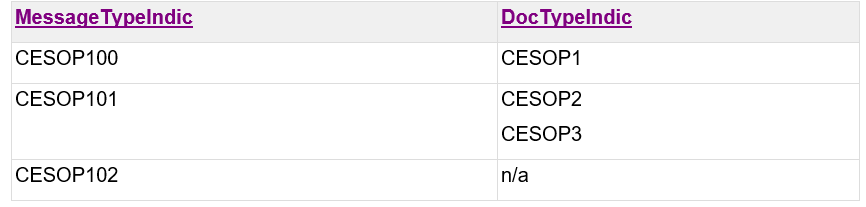 MessageTypeIndic DocTypeIndic
CESOP100 CESOP1
CESOP101 CESOP2
CESOP3
CESOP102 n/a